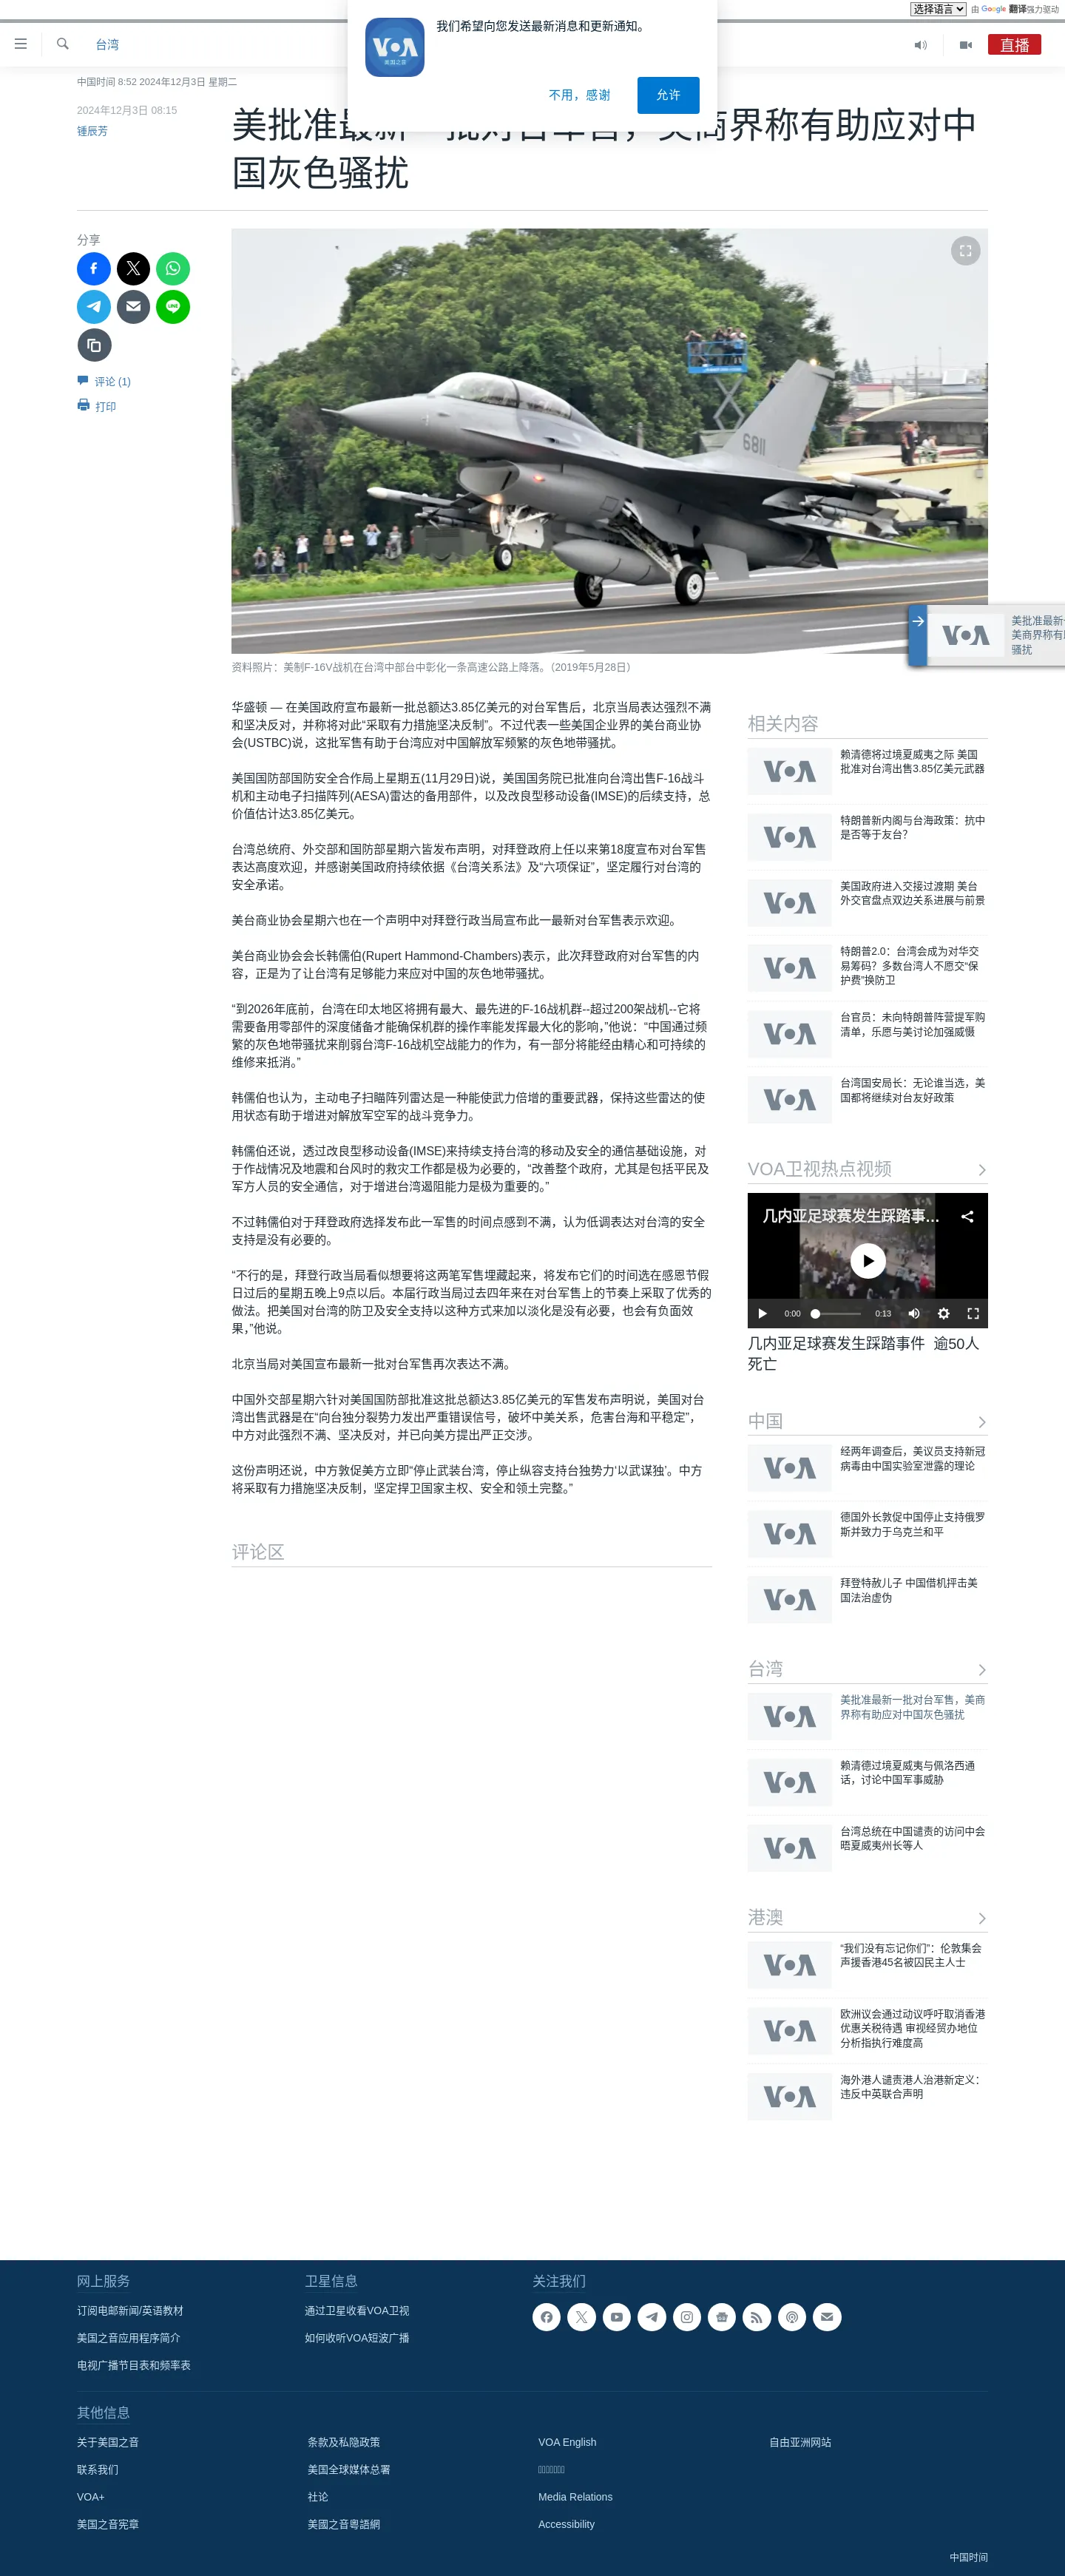 选择语言 由 Google 翻译强力驱动
台湾
直播
VOA
美国之音
我们希望向您发送最新消息和更新通知。
不用，感谢
允许
中国时间 8:52 2024年12月3日 星期二
2024年12月3日 08:15
锺辰芳
美批准最新一批对台军售，美商界称有助应对中
国灰色骚扰
分享
评论 (1)
打印
6811
资料照片：美制F-16V战机在台湾中部台中彰化一条高速公路上降落。（2019年5月28日）
VOA
美批准最新一
美商界称有助
骚扰
华盛顿 — 在美国政府宣布最新一批总额达3.85亿美元的对台军售后，北京当局表达强烈不满
和坚决反对，并称将对此“采取有力措施坚决反制”。不过代表一些美国企业界的美台商业协
会(USTBC)说，这批军售有助于台湾应对中国解放军频繁的灰色地带骚扰。
美国国防部国防安全合作局上星期五(11月29日)说，美国国务院已批准向台湾出售F-16战斗
机和主动电子扫描阵列(AESA)雷达的备用部件，以及改良型移动设备(IMSE)的后续支持，总
价值估计达3.85亿美元。
台湾总统府、外交部和国防部星期六皆发布声明，对拜登政府上任以来第18度宣布对台军售
表达高度欢迎，并感谢美国政府持续依据《台湾关系法》及“六项保证”，坚定履行对台湾的
安全承诺。
美台商业协会星期六也在一个声明中对拜登行政当局宣布此一最新对台军售表示欢迎。
美台商业协会会长韩儒伯(Rupert Hammond-Chambers)表示，此次拜登政府对台军售的内
容，正是为了让台湾有足够能力来应对中国的灰色地带骚扰。
“到2026年底前，台湾在印太地区将拥有最大、最先进的F-16战机群--超过200架战机--它将
需要备用零部件的深度储备才能确保机群的操作率能发挥最大化的影响，”他说：“中国通过频
繁的灰色地带骚扰来削弱台湾F-16战机空战能力的作为，有一部分将能经由精心和可持续的
维修来抵消。”
韩儒伯也认为，主动电子扫瞄阵列雷达是一种能使武力倍增的重要武器，保持这些雷达的使
用状态有助于增进对解放军空军的战斗竞争力。
韩儒伯还说，透过改良型移动设备(IMSE)来持续支持台湾的移动及安全的通信基础设施，对
于作战情况及地震和台风时的救灾工作都是极为必要的，“改善整个政府，尤其是包括平民及
军方人员的安全通信，对于增进台湾遏阻能力是极为重要的。”
不过韩儒伯对于拜登政府选择发布此一军售的时间点感到不满，认为低调表达对台湾的安全
支持是没有必要的。
“不行的是，拜登行政当局看似想要将这两笔军售埋藏起来，将发布它们的时间选在感恩节假
日过后的星期五晚上9点以后。本届行政当局过去四年来在对台军售上的节奏上采取了优秀的
做法。把美国对台湾的防卫及安全支持以这种方式来加以淡化是没有必要，也会有负面效
果，”他说。
北京当局对美国宣布最新一批对台军售再次表达不满。
中国外交部星期六针对美国国防部批准这批总额达3.85亿美元的军售发布声明说，美国对台
湾出售武器是在“向台独分裂势力发出严重错误信号，破坏中美关系，危害台海和平稳定”，
中方对此强烈不满、坚决反对，并已向美方提出严正交涉。
这份声明还说，中方敦促美方立即“停止武装台湾，停止纵容支持台独势力‘以武谋独’。中方
将采取有力措施坚决反制，坚定捍卫国家主权、安全和领土完整。”
评论区
相关内容
VOA
赖清德将过境夏威夷之际 美国
批准对台湾出售3.85亿美元武器
VOA
特朗普新内阁与台海政策：抗中
是否等于友台？
VOA
美国政府进入交接过渡期 美台
外交官盘点双边关系进展与前景
VOA
特朗普2.0：台湾会成为对华交
易筹码？多数台湾人不愿交“保
护费”换防卫
VOA
台官员：未向特朗普阵营提军购
清单，乐愿与美讨论加强威慑
VOA
台湾国安局长：无论谁当选，美
国都将继续对台友好政策
VOA卫视热点视频
几内亚足球赛发生踩踏事...
0:00 0:13
几内亚足球赛发生踩踏事件 逾50人
死亡
中国
VOA
经两年调查后，美议员支持新冠
病毒由中国实验室泄露的理论
VOA
德国外长敦促中国停止支持俄罗
斯并致力于乌克兰和平
VOA
拜登特赦儿子 中国借机抨击美
国法治虚伪
台湾
VOA
美批准最新一批对台军售，美商
界称有助应对中国灰色骚扰
VOA
赖清德过境夏威夷与佩洛西通
话，讨论中国军事威胁
VOA
台湾总统在中国谴责的访问中会
晤夏威夷州长等人
港澳
VOA
“我们没有忘记你们”：伦敦集会
声援香港45名被囚民主人士
VOA
欧洲议会通过动议呼吁取消香港
优惠关税待遇 审视经贸办地位
分析指执行难度高
VOA
海外港人谴责港人治港新定义：
违反中英联合声明
网上服务
订阅电邮新闻/英语教材
美国之音应用程序简介
电视广播节目表和频率表
卫星信息
通过卫星收看VOA卫视
如何收听VOA短波广播
关注我们
其他信息
关于美国之音
联系我们
VOA+
美国之音宪章
条款及私隐政策
美国全球媒体总署
社论
美國之音粵語網
VOA English
Media Relations
Accessibility
自由亚洲网站
中国时间